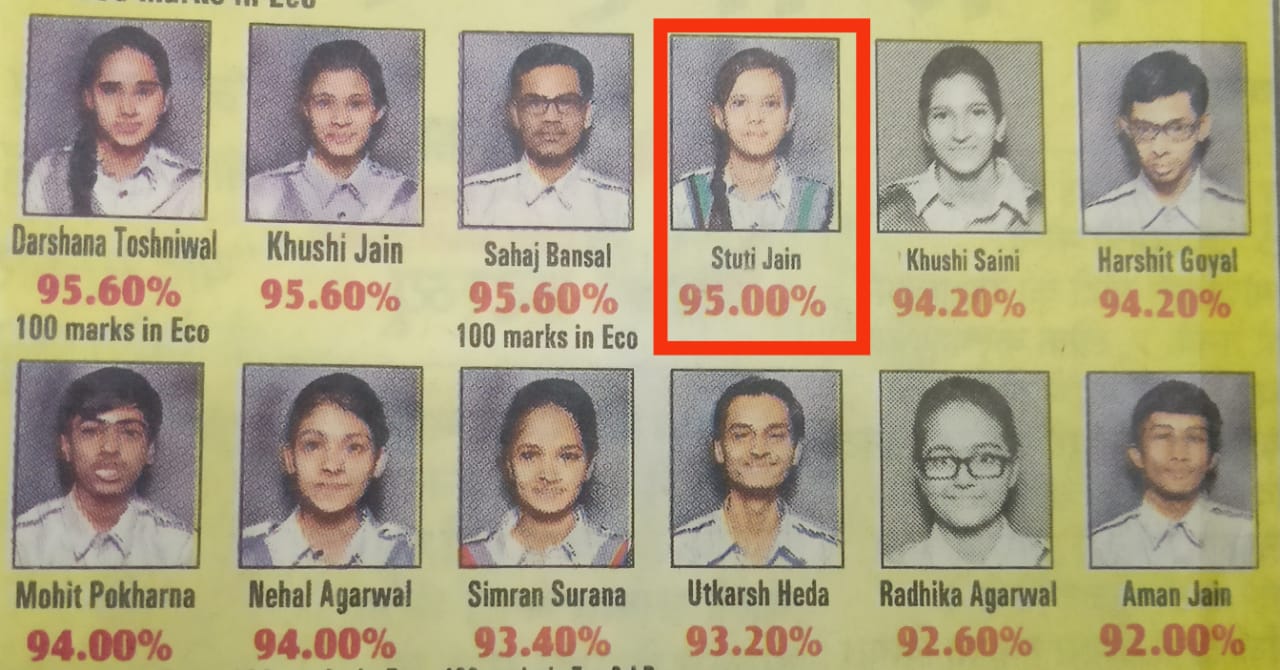 marks in Eco
Darshana Toshniwal
95.60%
100 marks in Eco
Khushi Jain
95.60%
Sahaj Bansal
95.60%
100 marks in Eco
Stuti Jain
95.00%
Khushi Saini
94.20%
Harshit Goyal
94.20%
Mohit Pokharna
94.00%
Nehal Agarwal
94.00%
Simran Surana
93.40%
Utkarsh Heda
93.20%
Radhika Agarwal
92.60%
Aman Jain
92.00%